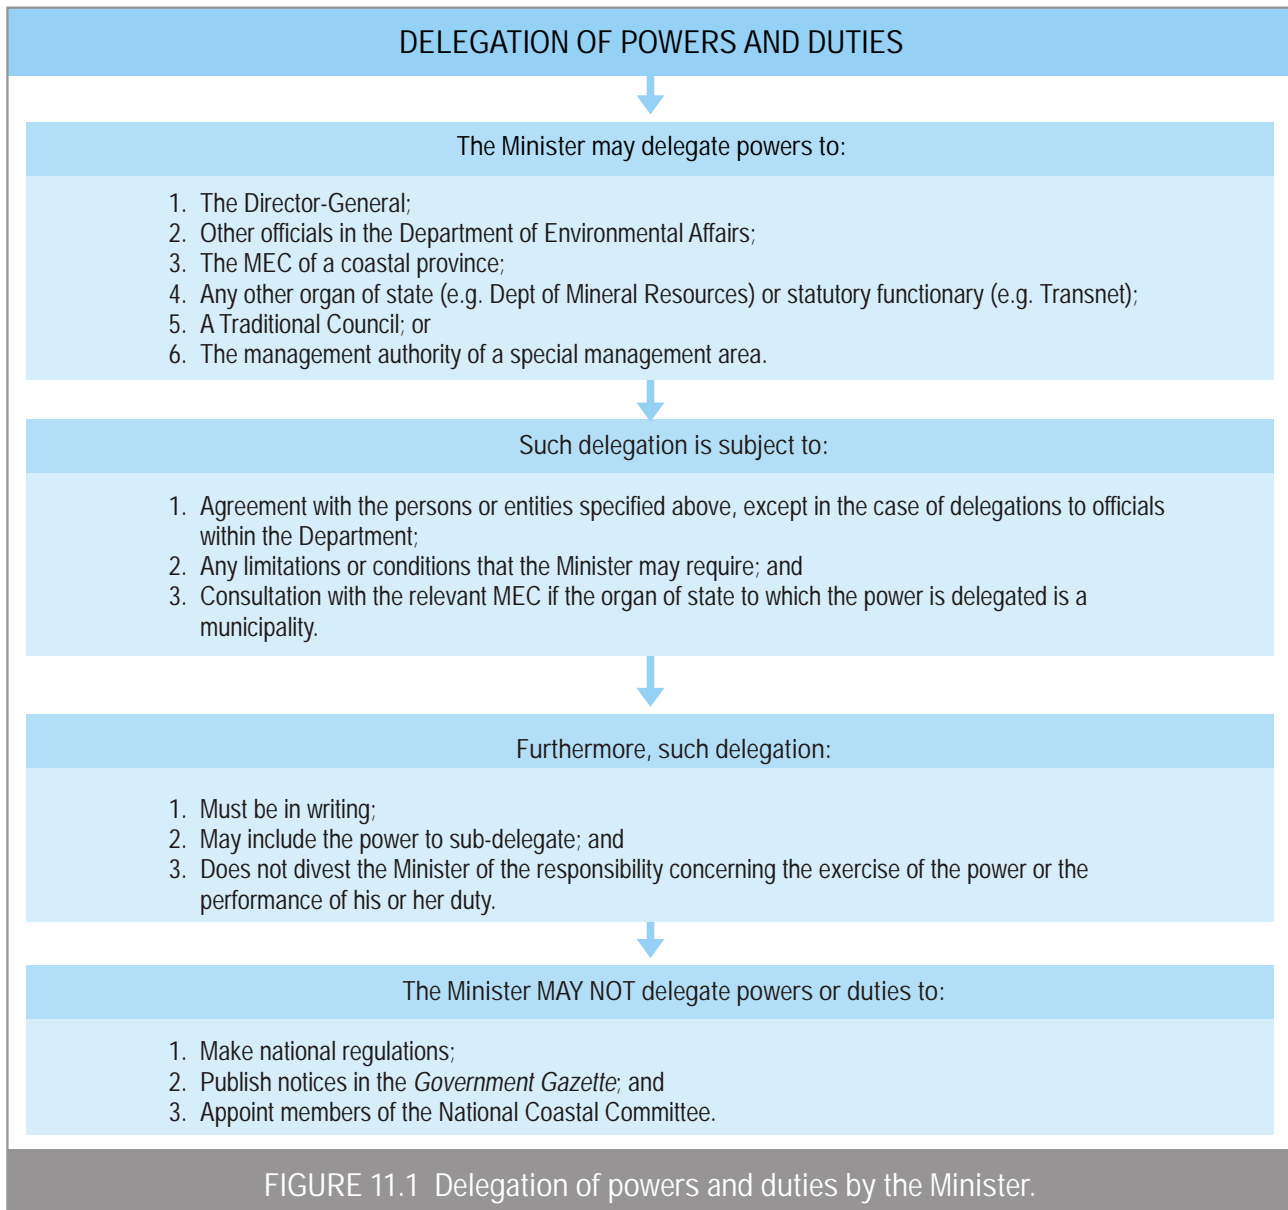 DELEGATION OF POWERS AND DUTIES
The Minister may delegate powers to:
1. The Director-General;
2. Other officials in the Department of Environmental Affairs;
3. The MEC of a coastal province;
4. Any other organ of state (e.g. Dept of Mineral Resources) or statutory functionary (e.g. Transnet);
5. A Traditional Council; or
6. The management authority of a special management area.
Such delegation is subject to:
1. Agreement with the persons or entities specified above, except in the case of delegations to officials
within the Department;
2. Any limitations or conditions that the Minister may require; and
3. Consultation with the relevant MEC if the organ of state to which the power is delegated is a
municipality.
Furthermore, such delegation:
1. Must be in writing;
2. May include the power to sub-delegate; and
3. Does not divest the Minister of the responsibility concerning the exercise of the power or the
performance of his or her duty.
The Minister MAY NOT delegate powers or duties to:
1. Make national regulations;
2. Publish notices in the Government Gazette; and
3. Appoint members of the National Coastal Committee.
FIGURE 11.1 Delegation of powers and duties by the Minister.